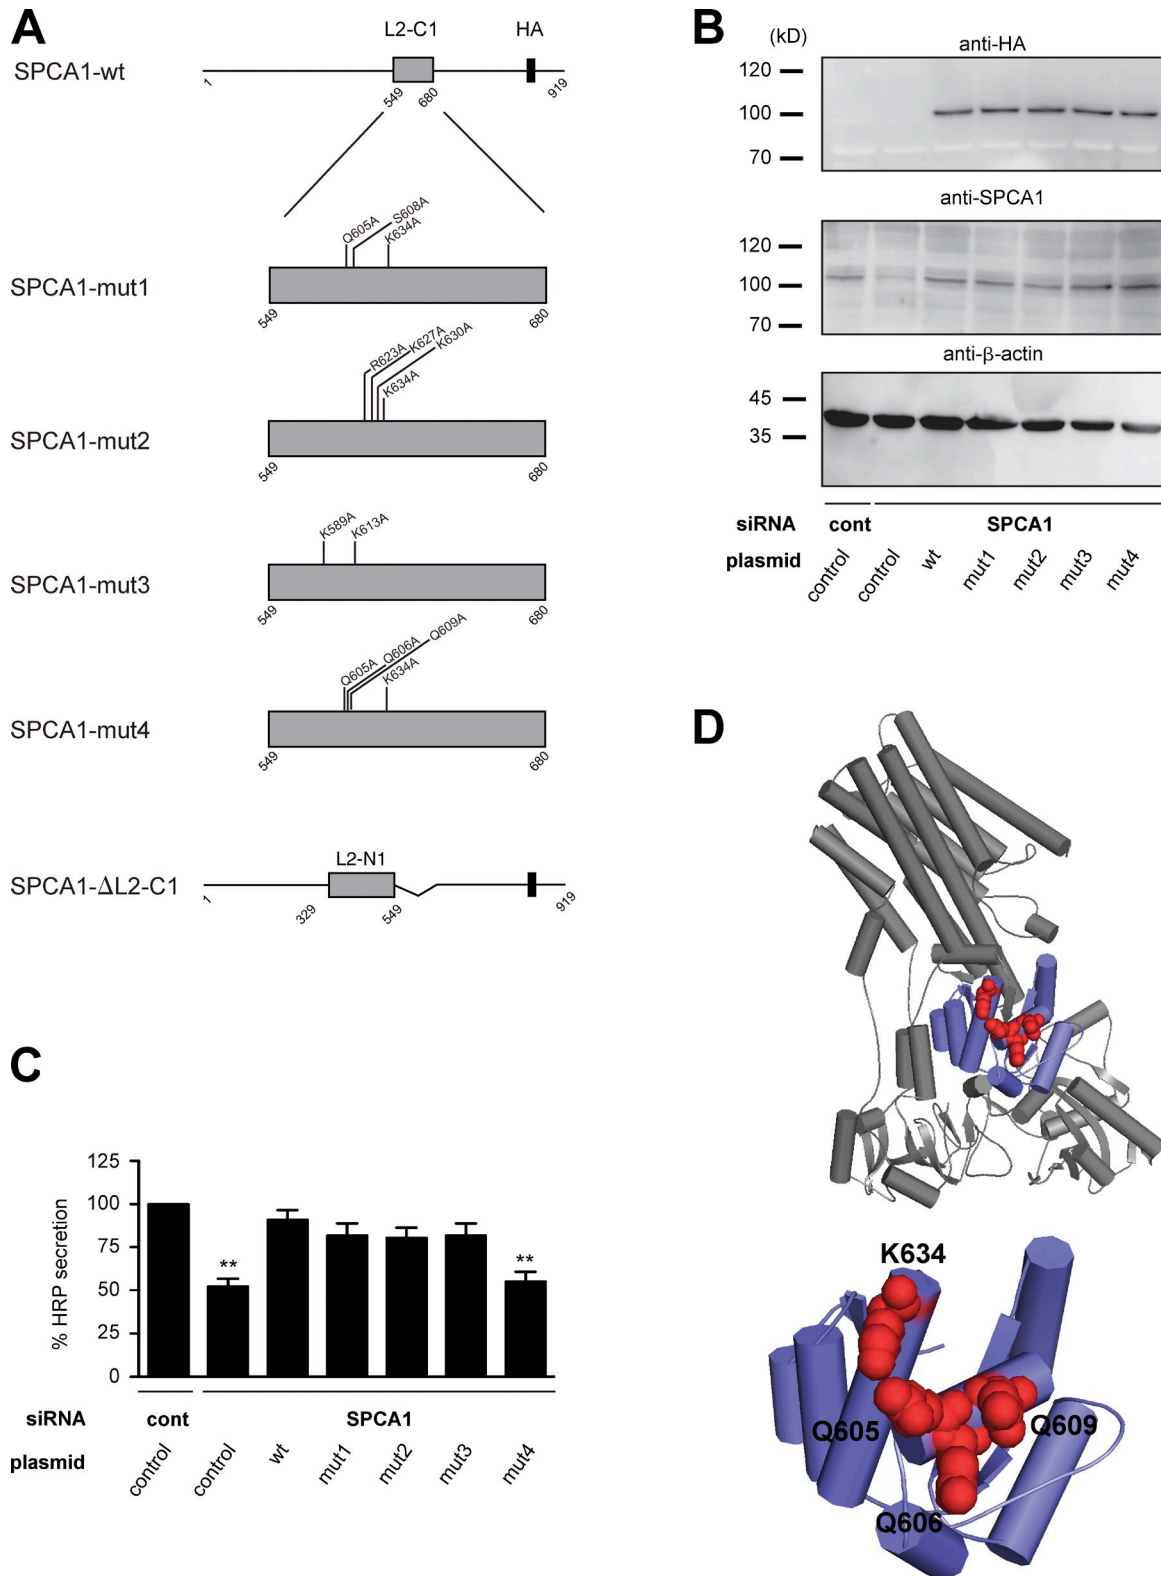 A
L2-C1 HA
SPCA1-wt
1 549 680 919
Q605A S608A K634A
SPCA1-mut1
549 680
R623A K627A K630A K634A
SPCA1-mut2
549 680
K589A K613A
SPCA1-mut3
549 680
Q605A Q606A Q609A K634A
SPCA1-mut4
549 680
L2-N1
SPCA1-ΔL2-C1
1 329 549 919
B
(kD) anti-HA
120
100
70
anti-SPCA1
120
100
70
anti-β-actin
45
35
siRNA cont SPCA1
plasmid control control wt mut1 mut2 mut3 mut4
C
% HRP secretion
125
100
75
50
25
0
** **
siRNA cont SPCA1
plasmid control control wt mut1 mut2 mut3 mut4
D
K634
Q605 Q609
Q606